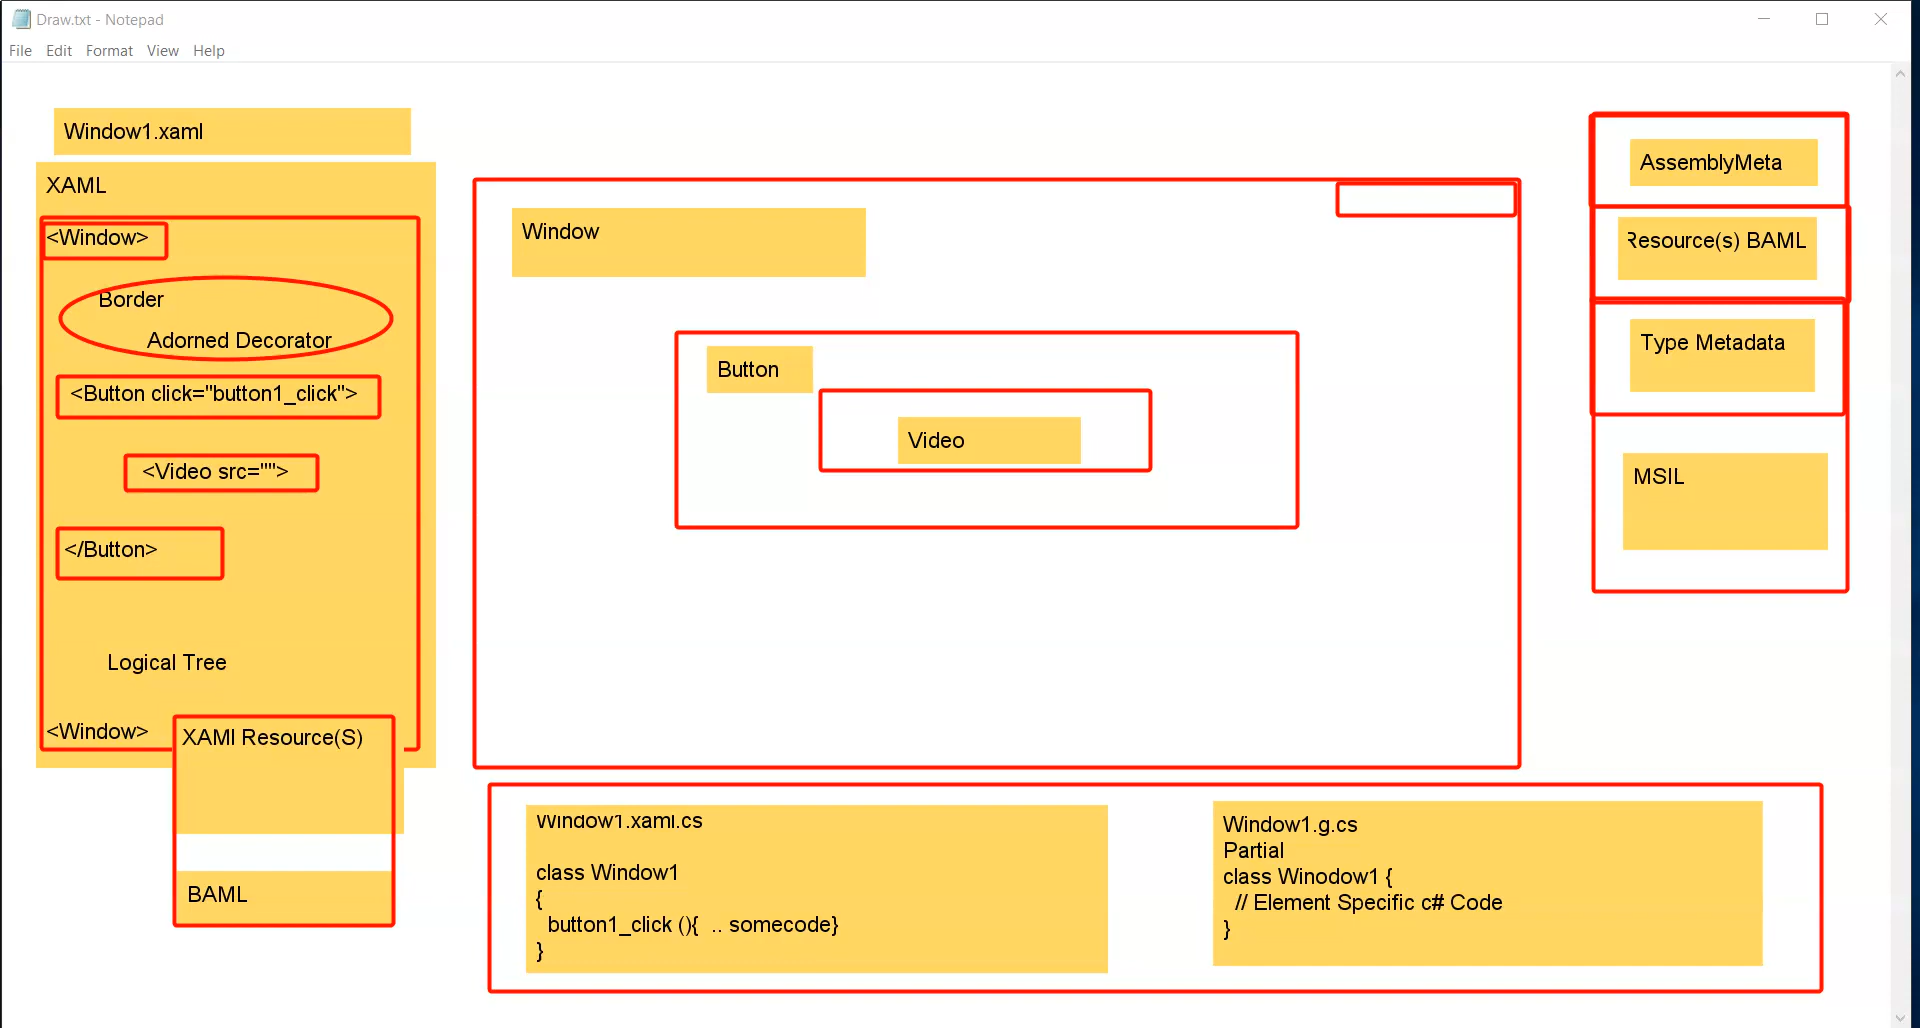 Draw.txt - Notepad
File Edit Format View Help
Window1.xaml
XAML
<Window>
Border
Adorned Decorator
<Button click="button1_click">
<Video src="">
</Button>
Logical Tree
<Window>
XAMl Resource(S)
BAML
Window
Button
Video
AssemblyMeta
Resource(s) BAML
Type Metadata
MSIL
Window1.xaml.cs
class Window1
{
button1_click (){ .. somecode}
}
Window1.g.cs
Partial
class Winodow1 {
// Element Specific c# Code
}